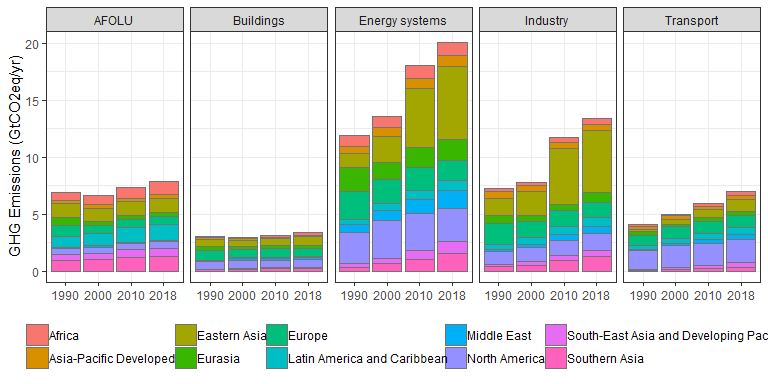 AFOLU Buildings Energy systems Industry Transport
GHG Emissions (GtCO2eq/yr)
20
15
10
5
0
1990 2000 2010 2018 1990 2000 2010 2018 1990 2000 2010 2018 1990 2000 2010 2018 1990 2000 2010 2018
Africa Eastern Asia Europe Middle East South-East Asia and Developing Pac
Asia-Pacific Developed Eurasia Latin America and Caribbean North America Southern Asia